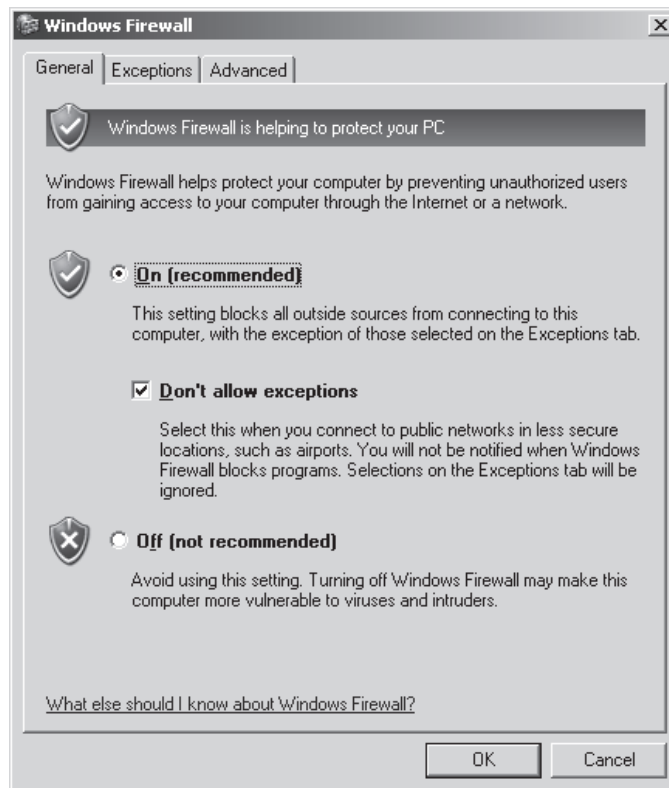 Windows Firewall
General
Exceptions
Advanced
Windows Firewall is helping to protect your PC
Windows Firewall helps protect your computer by preventing unauthorized users
from gaining access to your computer through the Internet or a network.
On (recommended)
This setting blocks all outside sources from connecting to this
computer, with the exception of those selected on the Exceptions tab.
Don't allow exceptions
Select this when you connect to public networks in less secure
locations, such as airports. You will not be notified when Windows
Firewall blocks programs. Selections on the Exceptions tab will be
ignored.
Off (not recommended)
Avoid using this setting. Turning off Windows Firewall may make this
computer more vulnerable to viruses and intruders.
What else should I know about Windows Firewall?
OK
Cancel